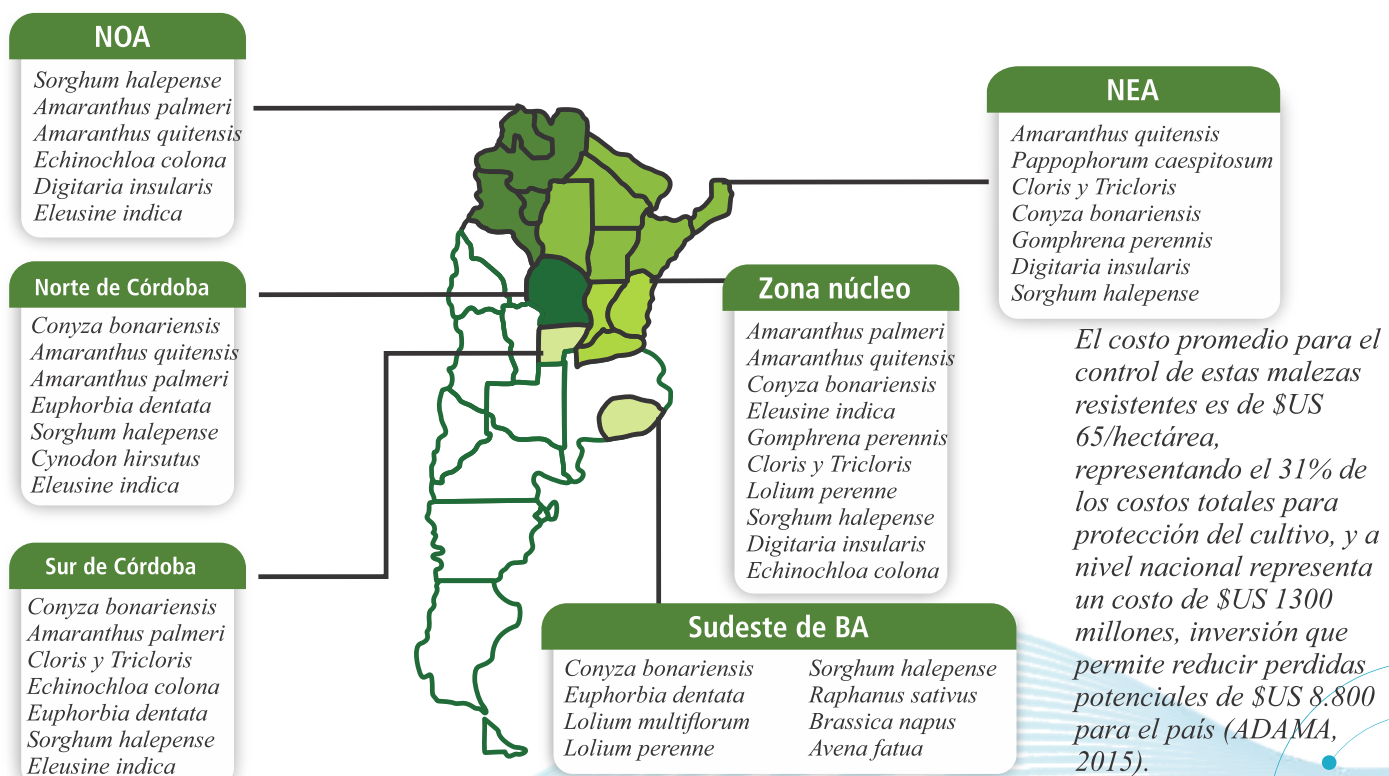 NOA
Sorghum halepense
Amaranthus palmeri
Amaranthus quitensis
Echinochloa colona
Digitaria insularis
Eleusine indica
Norte de Córdoba
Conyza bonariensis
Amaranthus quitensis
Amaranthus palmeri
Euphorbia dentata
Sorghum halepense
Cynodon hirsutus
Eleusine indica
Sur de Córdoba
Conyza bonariensis
Amaranthus palmeri
Cloris y Tricloris
Echinochloa colona
Euphorbia dentata
Sorghum halepense
Eleusine indica
NEA
Amaranthus quitensis
Pappophorum caespitosum
Cloris y Tricloris
Conyza bonariensis
Gomphrena perennis
Digitaria insularis
Sorghum halepense
Zona núcleo
Amaranthus palmeri
Amaranthus quitensis
Conyza bonariensis
Eleusine indica
Gomphrena perennis
Cloris y Tricloris
Lolium perenne
Sorghum halepense
Digitaria insularis
Echinochloa colona
Sudeste de BA
Conyza bonariensis
Euphorbia dentata
Lolium multiflorum
Lolium perenne
Sorghum halepense
Raphanus sativus
Brassica napus
Avena fatua
El costo promedio para el
control de estas malezas
resistentes es de $US
65/hectárea,
representando el 31% de
los costos totales para
protección del cultivo, y a
nivel nacional representa
un costo de $US 1300
millones, inversión que
permite reducir perdidas
potenciales de $US 8.800
para el país (ADAMA,
2015).